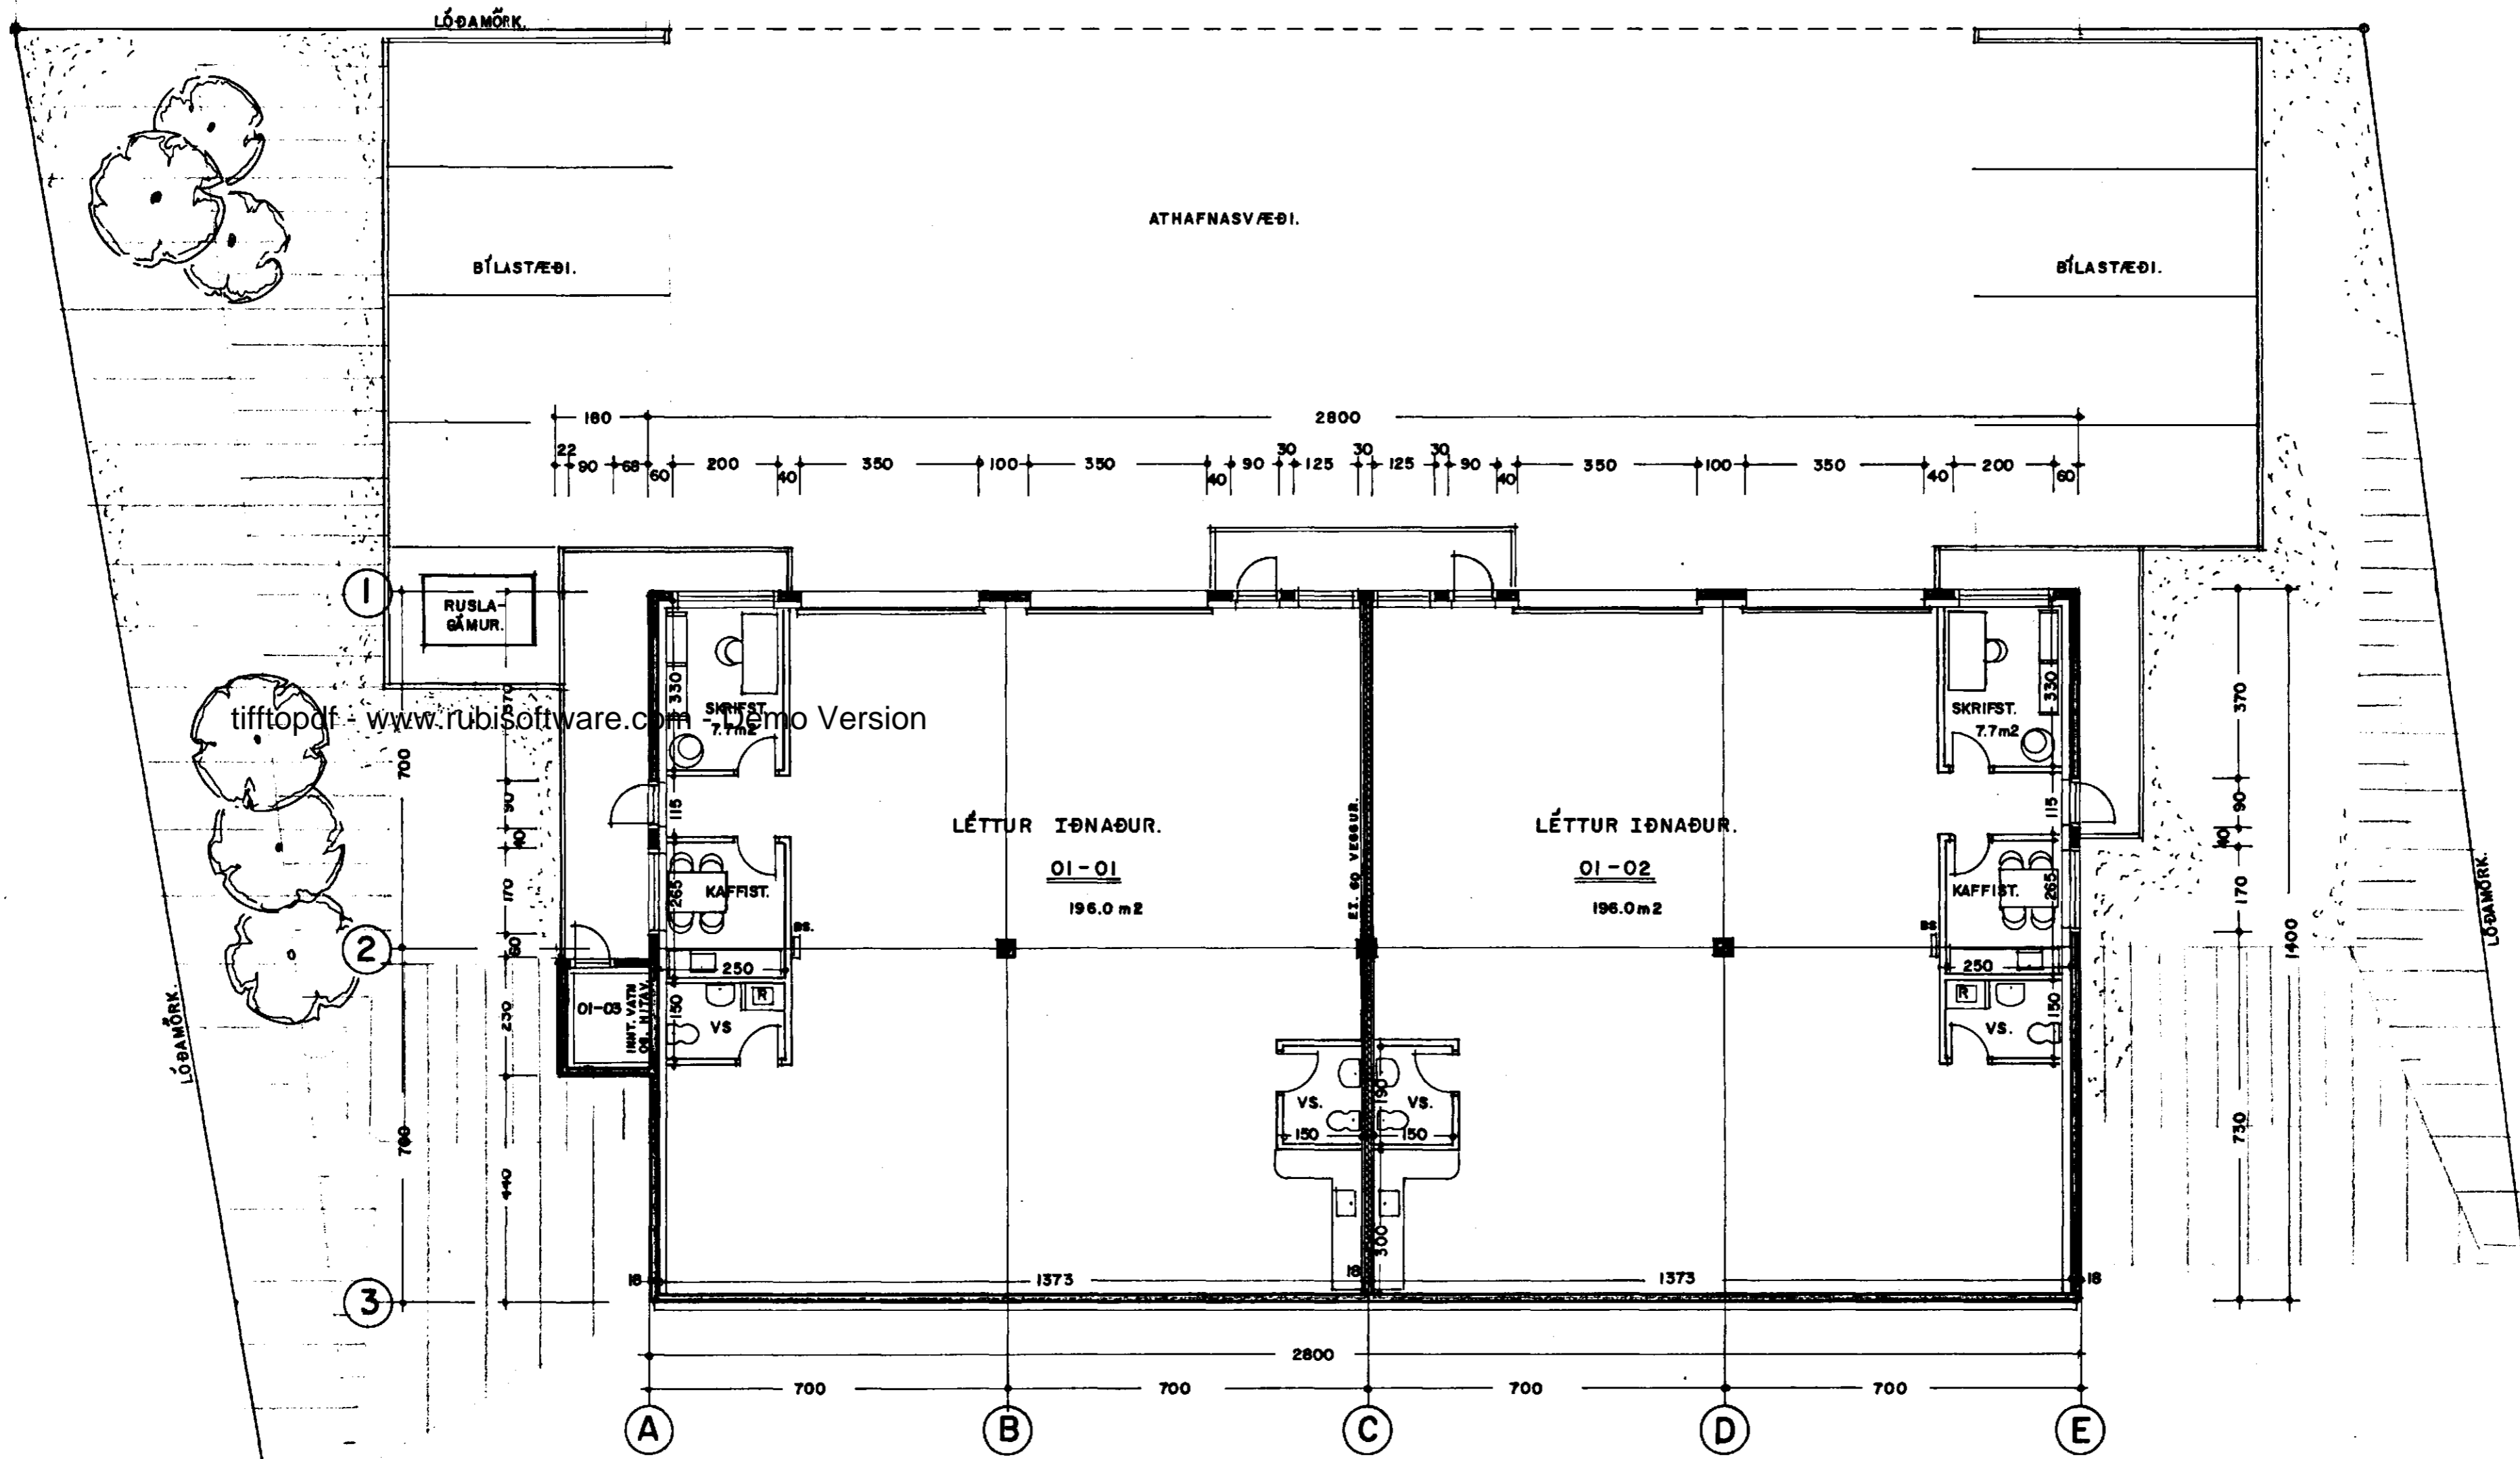 LÓÐAMÖRK.
ATHAFNASVÆÐI.
BÍLASTÆÐI.
BÍLASTÆÐI.
180
2800
22
90
68
60
200
40
350
100
350
40
90
30
125
30
125
30
90
40
350
100
350
40
200
60
1
RUSLA-
GÁMUR.
330
SKRIFST.
7.7m2
330
SKRIFST.
7.7m2
370
370
tifftopdf - www.rubisoftware.com - Demo Version
700
90
115
115
90
40
40
LÉTTUR IÐNAÐUR.
LÉTTUR IÐNAÐUR.
01-01
01-02
196.0 m2
196.0m2
EI. 60 VEGGUR.
170
265
KAFFIST.
KAFFIST.
265
170
1400
LÓÐAMÖRK.
2
60
BS.
BS
250
250
01-03
INNT. VATN
OG HITAV.
R
R
150
VS
VS.
150
230
LÓÐAMÖRK.
190
VS.
VS.
150
150
700
730
440
300
18
1373
18
1373
18
3
2800
700
700
700
700
A
B
C
D
E